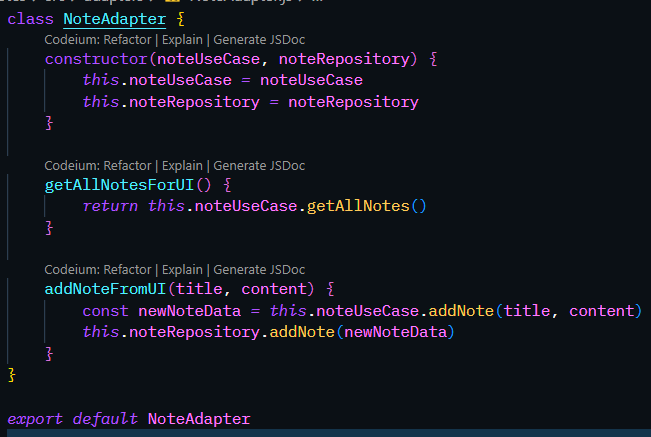 class NoteAdapter {
Codeium: Refactor | Explain | Generate JSDoc
constructor(noteUseCase, noteRepository) {
this.noteUseCase = noteUseCase
this.noteRepository = noteRepository
}
Codeium: Refactor | Explain | Generate JSDoc
getAllNotesForUI() {
return this.noteUseCase.getAllNotes()
}
Codeium: Refactor | Explain | Generate JSDoc
addNoteFromUI(title, content) {
const newNoteData = this.noteUseCase.addNote(title, content)
this.noteRepository.addNote(newNoteData)
}
}
export default NoteAdapter